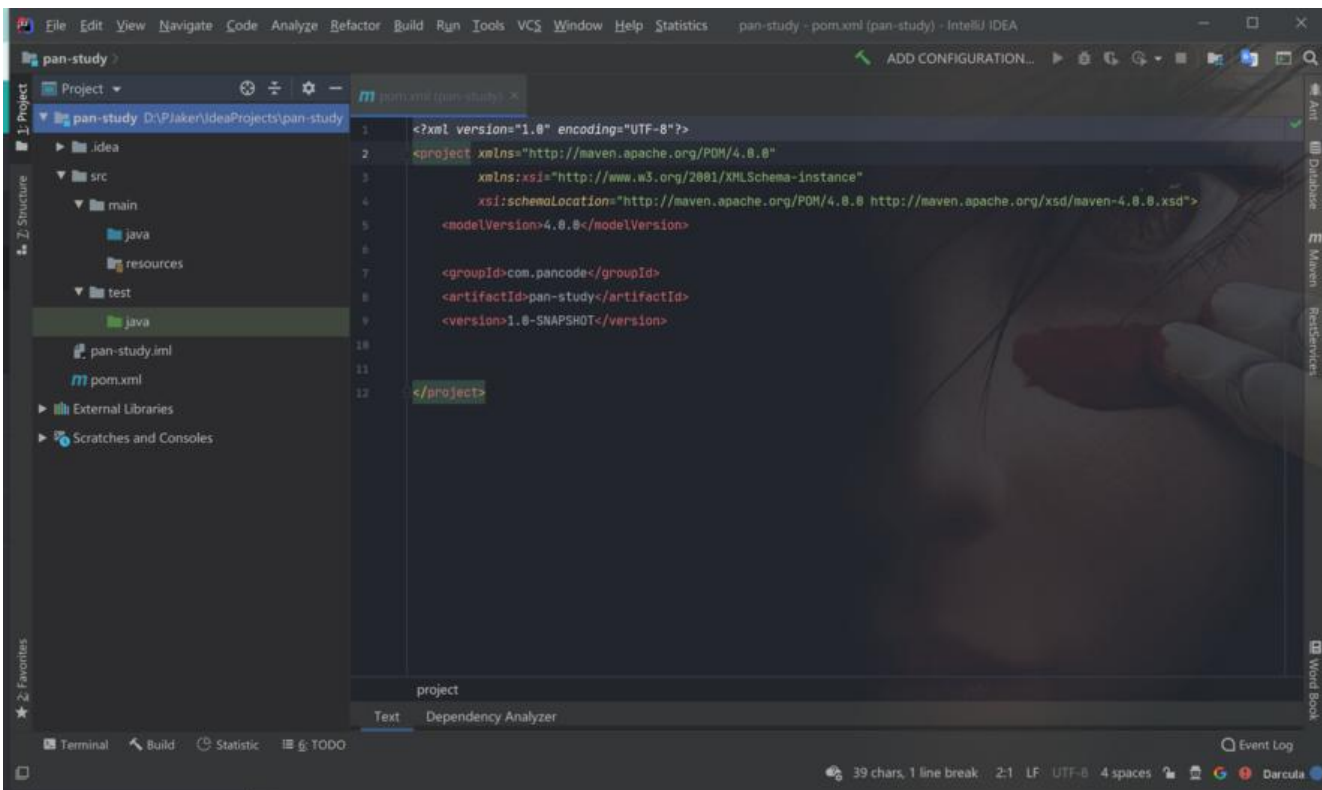 File Edit View Navigate Code Analyze Refactor Build Run Tools VCS Window Help Statistics pan-study - pom.xml (pan-study) - IntelliJ IDEA
pan-study
ADD CONFIGURATION...
1: Project
Project
pom.xml (pan-study)
Ant
pan-study D:\PJaker\IdeaProjects\pan-study
.idea
src
main
java
resources
test
java
pan-study.iml
pom.xml
External Libraries
Scratches and Consoles
Z: Structure
2: Favorites
1 <?xml version="1.0" encoding="UTF-8"?>
2 <project xmlns="http://maven.apache.org/POM/4.0.0"
3 xmlns:xsi="http://www.w3.org/2001/XMLSchema-instance"
4 xsi:schemaLocation="http://maven.apache.org/POM/4.0.0 http://maven.apache.org/xsd/maven-4.0.0.xsd">
5 <modelVersion>4.0.0</modelVersion>
6
7 <groupId>com.pancode</groupId>
8 <artifactId>pan-study</artifactId>
9 <version>1.0-SNAPSHOT</version>
10
11
12 </project>
Database
Maven
RestServices
Word Book
project
Text Dependency Analyzer
Terminal Build Statistic 6: TODO
Event Log
39 chars, 1 line break 2:1 LF UTF-8 4 spaces Darcula